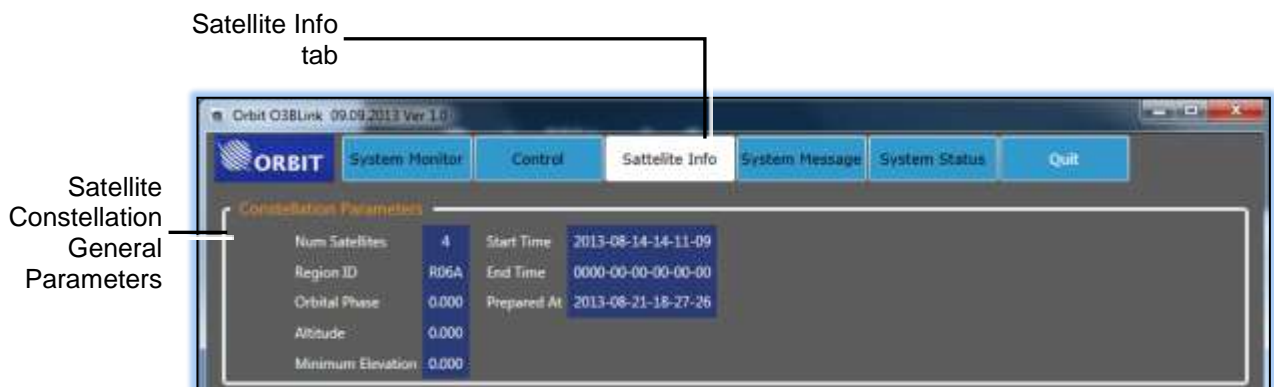 Satellite Info
tab
Orbit O3BLink 09.09.2013 Ver 1.0
ORBIT System Monitor Control Sattelite Info System Message System Status Quit
Satellite
Constellation
General
Parameters
Constellation Parameters
Num Satellites 4 Start Time 2013-08-14-14-11-09
Region ID R06A End Time 0000-00-00-00-00-00
Orbital Phase 0.000 Prepared At 2013-08-21-18-27-26
Altitude 0.000
Minimum Elevation 0.000